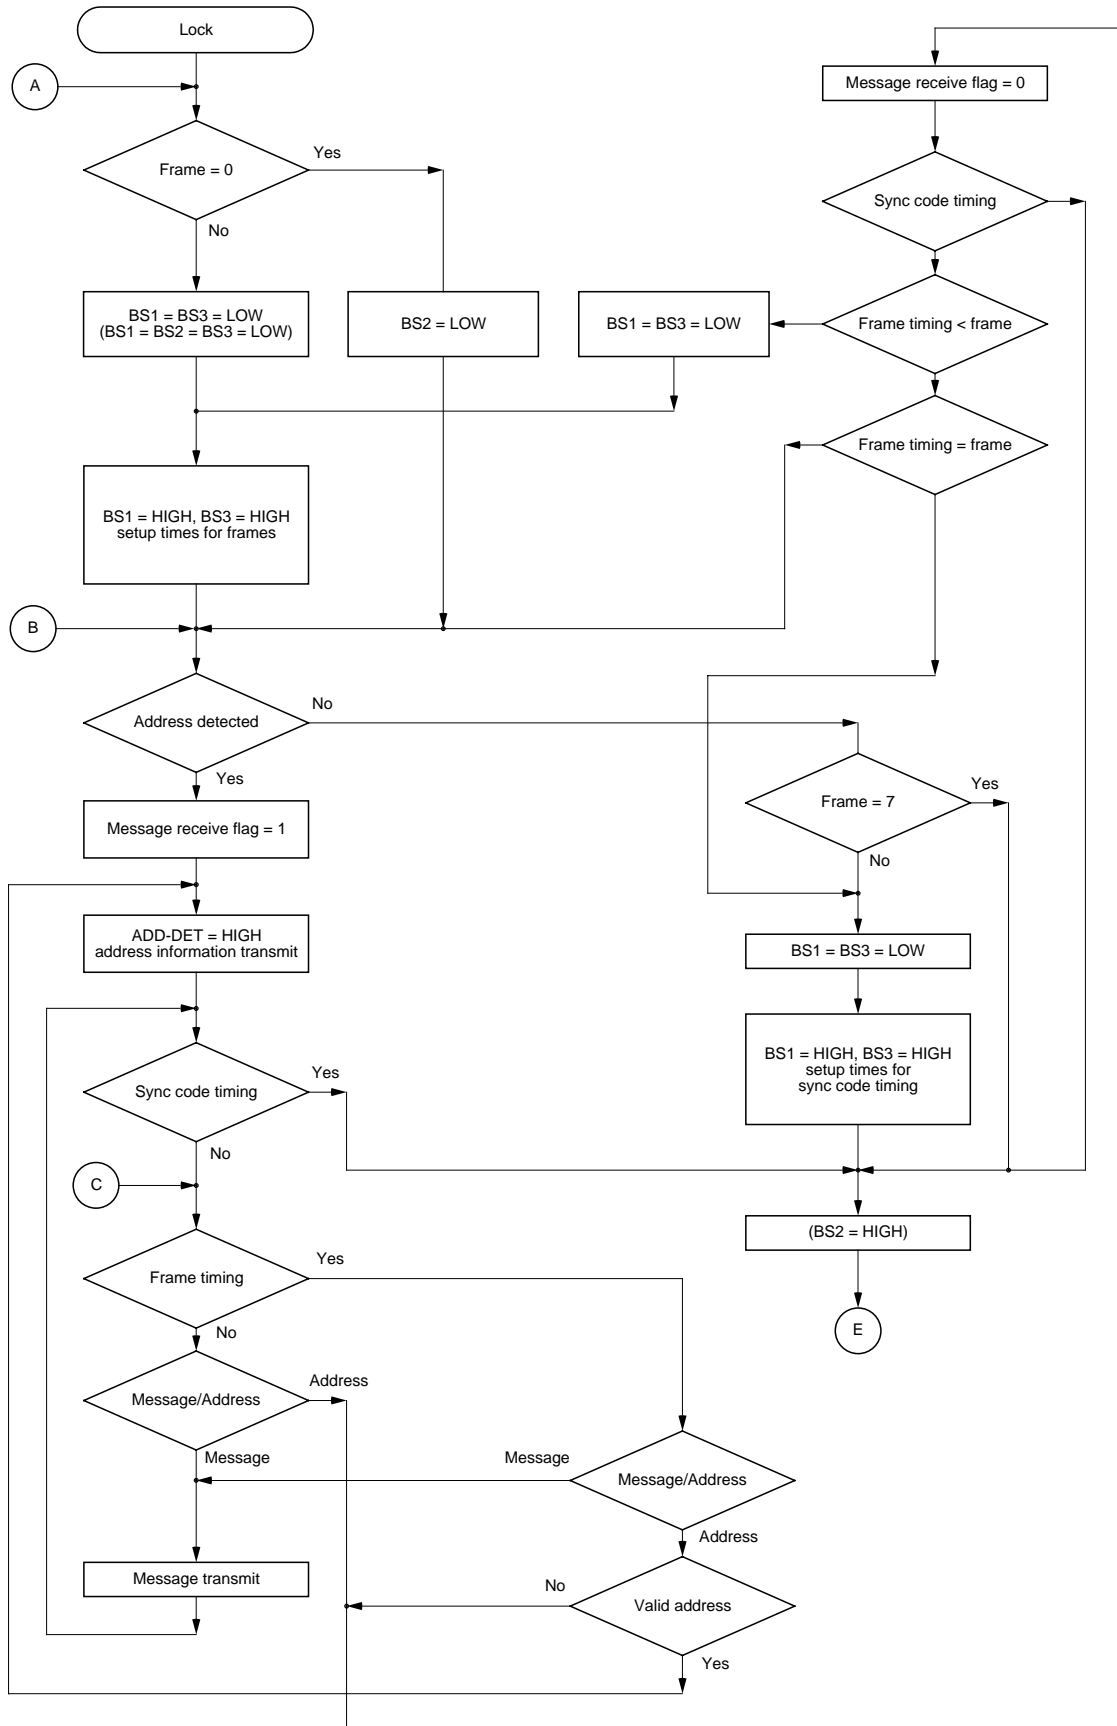 Lock
A
Message receive flag = 0
Frame = 0
Yes
No
Sync code timing
BS1 = BS3 = LOW
(BS1 = BS2 = BS3 = LOW)
BS2 = LOW
BS1 = BS3 = LOW
Frame timing < frame
Frame timing = frame
BS1 = HIGH, BS3 = HIGH
setup times for frames
B
Address detected
No
Yes
Frame = 7
Yes
No
Message receive flag = 1
ADD-DET = HIGH
address information transmit
BS1 = BS3 = LOW
BS1 = HIGH, BS3 = HIGH
setup times for
sync code timing
Sync code timing
Yes
No
C
(BS2 = HIGH)
Frame timing
Yes
No
E
Message/Address
Address
Message
Message
Message/Address
Address
Message transmit
No
Valid address
Yes